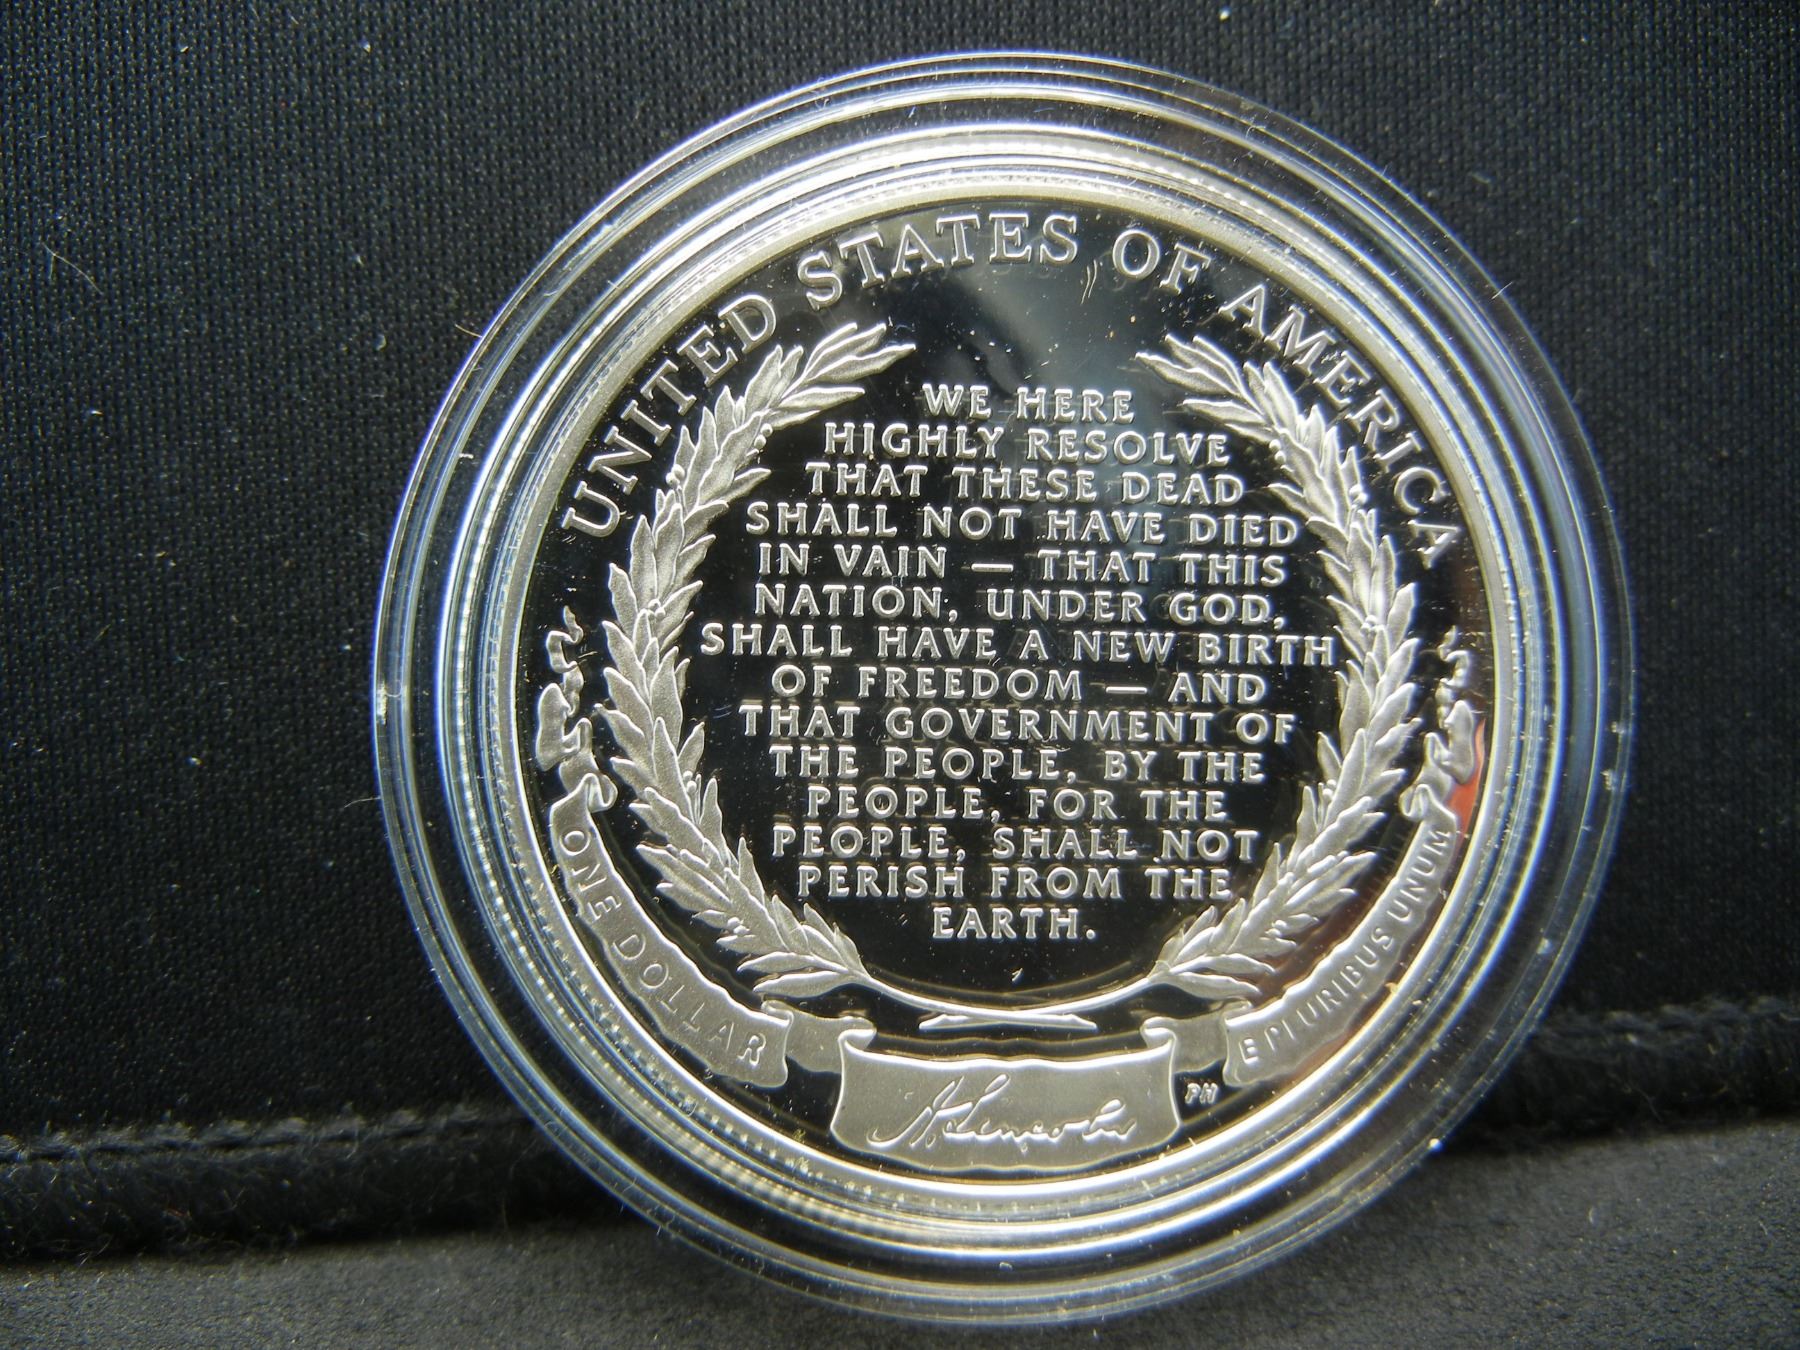 UNITED STATES OF AMERICA
WE HERE
HIGHLY RESOLVE
THAT THESE DEAD
SHALL NOT HAVE DIED
IN VAIN — THAT THIS
NATION, UNDER GOD,
SHALL HAVE A NEW BIRTH
OF FREEDOM — AND
THAT GOVERNMENT OF
THE PEOPLE, BY THE
PEOPLE, FOR THE
PEOPLE, SHALL NOT
PERISH FROM THE
EARTH.
ONE DOLLAR
A. Lincoln
PH
E PLURIBUS UNUM